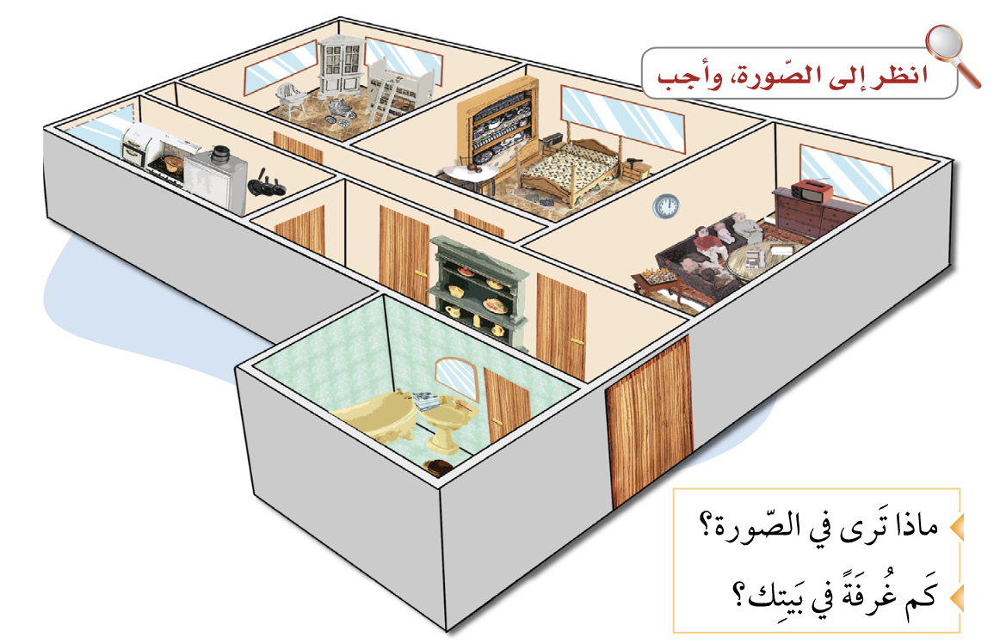 انظر إلى الصّورة، وأجب
ماذا تَرى في الصّورة؟
كَم غُرفَةً في بَيتِك؟